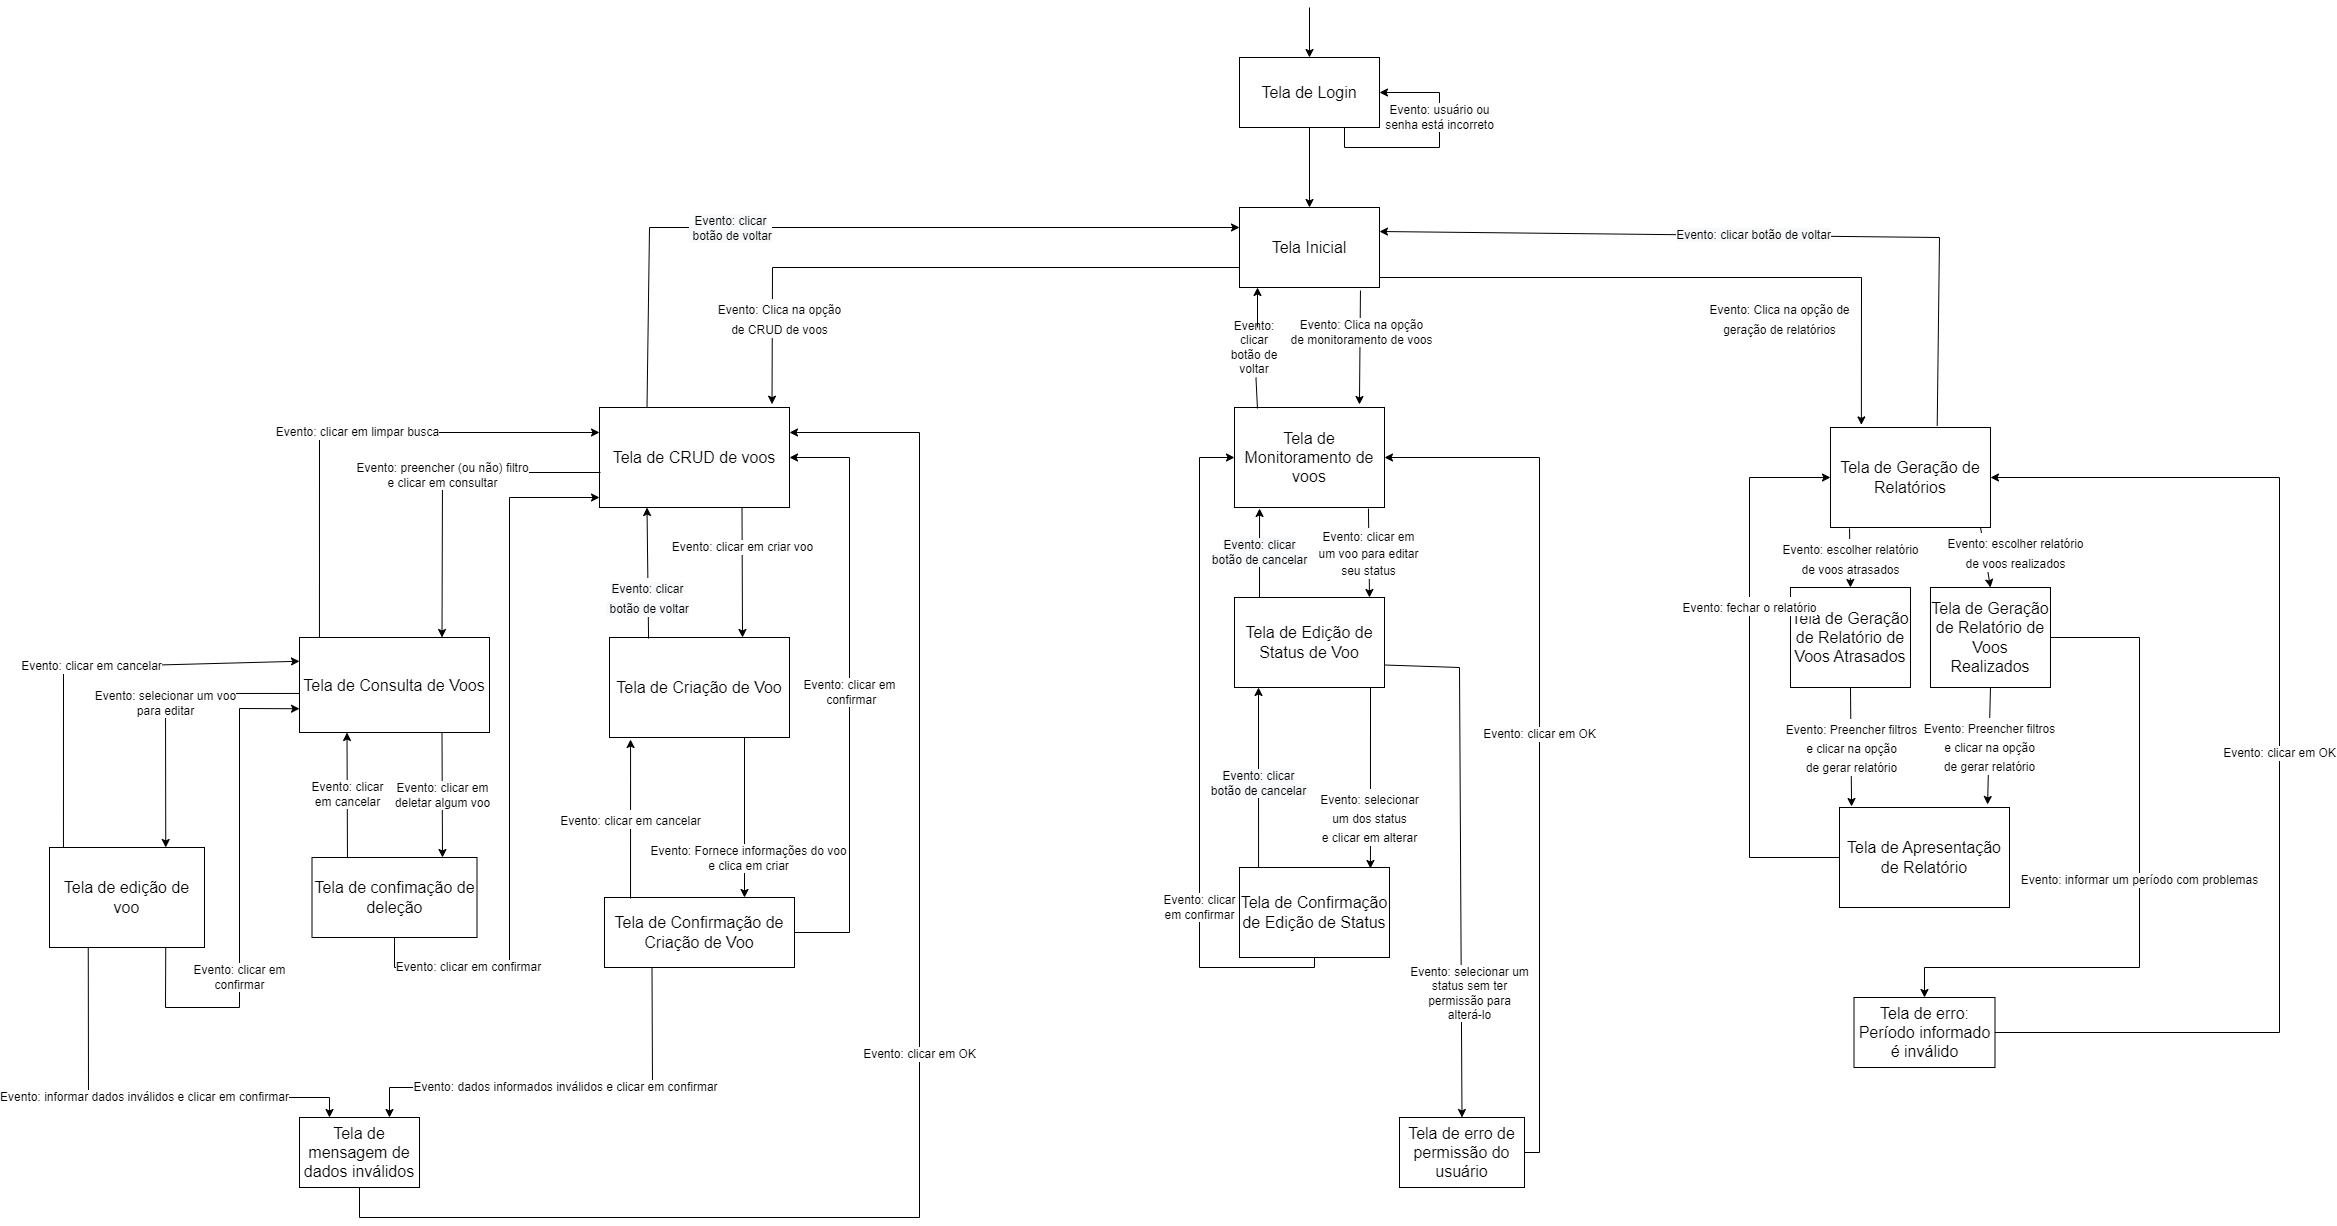 Tela de Login
Evento: usuário ou
senha está incorreto
Tela Inicial
Evento: clicar
botão de voltar
Evento: clicar botão de voltar
Evento: Clica na opção
de CRUD de voos
Evento:
clicar
botão de
voltar
Evento: Clica na opção
de monitoramento de voos
Evento: Clica na opção de
geração de relatórios
Tela de CRUD de voos
Evento: clicar em limpar busca
Evento: preencher (ou não) filtro
e clicar em consultar
Tela de
Monitoramento de
voos
Tela de Geração de
Relatórios
Evento: clicar em criar voo
Evento: clicar
botão de voltar
Evento: clicar
botão de cancelar
Evento: clicar em
um voo para editar
seu status
Evento: escolher relatório
de voos atrasados
Evento: escolher relatório
de voos realizados
Evento: fechar o relatório
Tela de Geração
de Relatório de
Voos Atrasados
Tela de Geração
de Relatório de
Voos
Realizados
Evento: clicar em cancelar
Evento: selecionar um voo
para editar
Tela de Consulta de Voos
Tela de Criação de Voo
Evento: clicar em
confirmar
Tela de Edição de
Status de Voo
Evento: clicar em OK
Evento: Preencher filtros
e clicar na opção
de gerar relatório
Evento: Preencher filtros
e clicar na opção
de gerar relatório
Evento: clicar em OK
Evento: clicar
em cancelar
Evento: clicar em
deletar algum voo
Evento: clicar em cancelar
Evento: Fornece informações do voo
e clica em criar
Evento: clicar
botão de cancelar
Evento: selecionar
um dos status
e clicar em alterar
Tela de Apresentação
de Relatório
Evento: informar um período com problemas
Tela de edição de
voo
Tela de confimação de
deleção
Tela de Confirmação de
Criação de Voo
Evento: clicar
em confirmar
Tela de Confirmação
de Edição de Status
Evento: clicar em
confirmar
Evento: clicar em confirmar
Evento: selecionar um
status sem ter
permissão para
alterá-lo
Tela de erro:
Período informado
é inválido
Evento: clicar em OK
Evento: informar dados inválidos e clicar em confirmar
Evento: dados informados inválidos e clicar em confirmar
Tela de
mensagem de
dados inválidos
Tela de erro de
permissão do
usuário